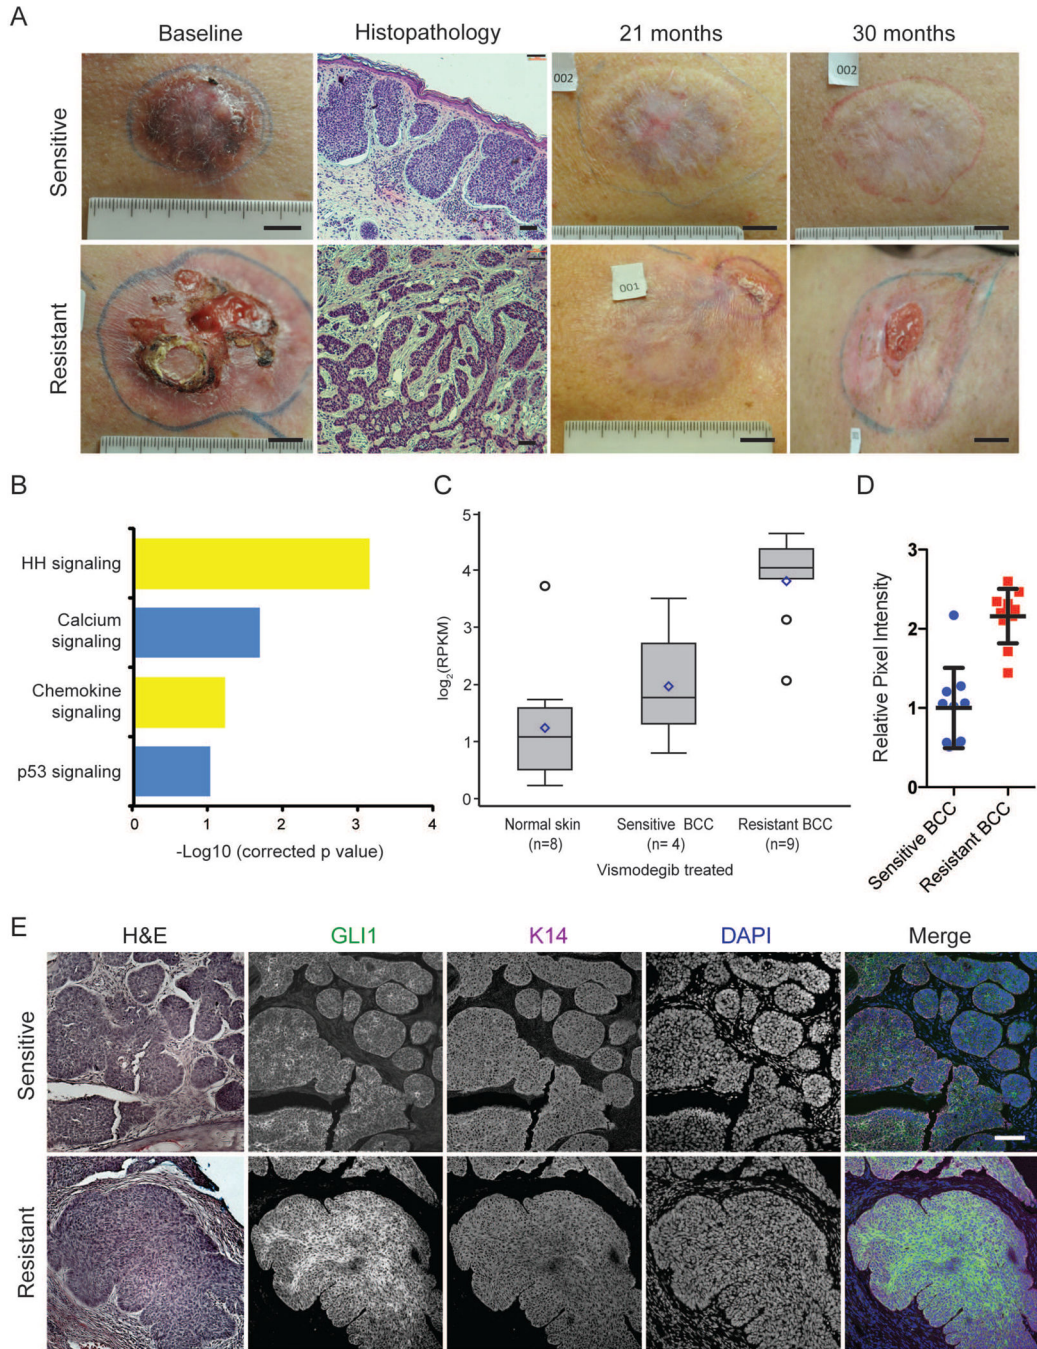 A
Baseline
Histopathology
21 months
30 months
Sensitive
002
002
Resistant
001
B
HH signaling
Calcium
signaling
Chemokine
signaling
p53 signaling
0
1
2
3
4
-Log10 (corrected p value)
C
log2(RPKM)
5
4
3
2
1
0
Normal skin
(n=8)
Sensitive BCC
(n= 4)
Resistant BCC
(n=9)
Vismodegib treated
D
Relative Pixel Intensity
3
2
1
0
Sensitive BCC
Resistant BCC
E
H&E
GLI1
K14
DAPI
Merge
Sensitive
Resistant